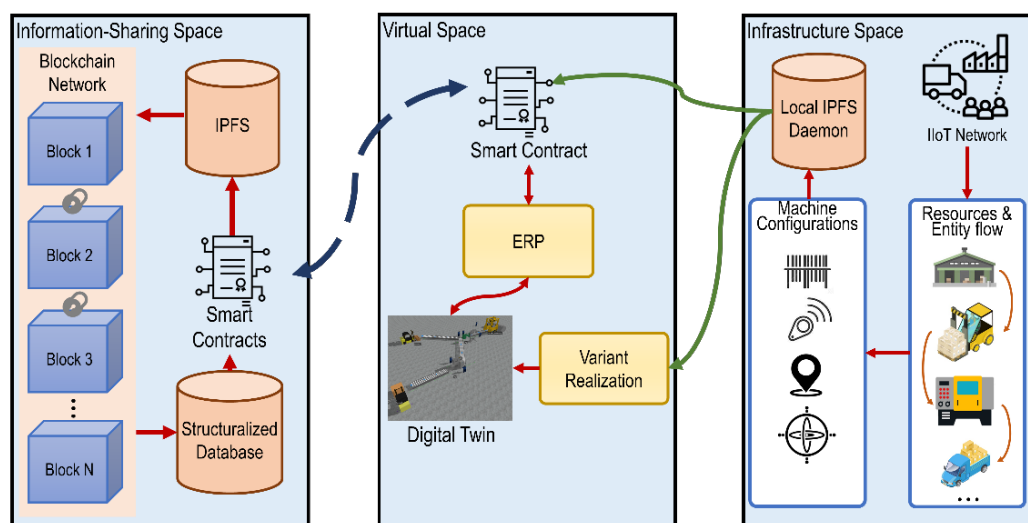 Information-Sharing Space
Blockchain
Network
Block 1
Block 2
Block 3
Block N
IPFS
Smart
Contracts
Structuralized
Database
Virtual Space
Smart Contract
ERP
Variant
Realization
Digital Twin
Infrastructure Space
Local IPFS
Daemon
IIoT Network
Machine
Configurations
Resources &
Entity flow